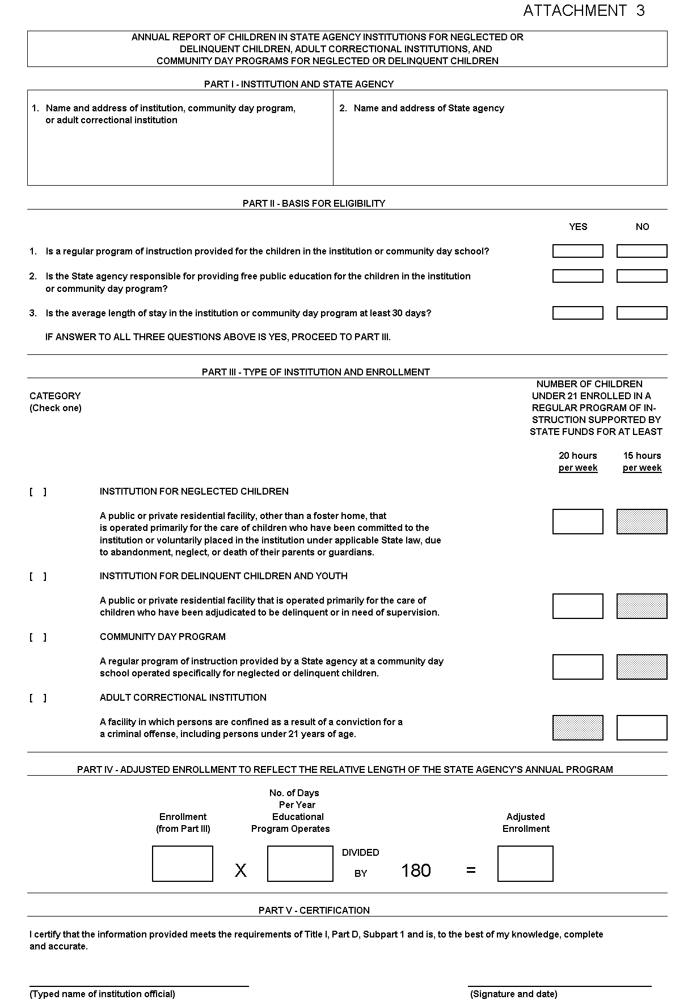 ATTACHMENT 3
ANNUAL REPORT OF CHILDREN IN STATE AGENCY INSTITUTIONS FOR NEGLECTED OR
DELINQUENT CHILDREN, ADULT CORRECTIONAL INSTITUTIONS, AND
COMMUNITY DAY PROGRAMS FOR NEGLECTED OR DELINQUENT CHILDREN
PART I - INSTITUTION AND STATE AGENCY
1. Name and address of institution, community day program,
or adult correctional institution
2. Name and address of State agency
PART II - BASIS FOR ELIGIBILITY
YES NO
1. Is a regular program of instruction provided for the children in the institution or community day school?
2. Is the State agency responsible for providing free public education for the children in the institution
or community day program?
3. Is the average length of stay in the institution or community day program at least 30 days?
IF ANSWER TO ALL THREE QUESTIONS ABOVE IS YES, PROCEED TO PART III.
PART III - TYPE OF INSTITUTION AND ENROLLMENT
CATEGORY
(Check one)
NUMBER OF CHILDREN
UNDER 21 ENROLLED IN A
REGULAR PROGRAM OF IN-
STRUCTION SUPPORTED BY
STATE FUNDS FOR AT LEAST
20 hours 15 hours
per week per week
[ ] INSTITUTION FOR NEGLECTED CHILDREN
A public or private residential facility, other than a foster home, that
is operated primarily for the care of children who have been committed to the
institution or voluntarily placed in the institution under applicable State law, due
to abandonment, neglect, or death of their parents or guardians.
[ ] INSTITUTION FOR DELINQUENT CHILDREN AND YOUTH
A public or private residential facility that is operated primarily for the care of
children who have been adjudicated to be delinquent or in need of supervision.
[ ] COMMUNITY DAY PROGRAM
A regular program of instruction provided by a State agency at a community day
school operated specifically for neglected or delinquent children.
[ ] ADULT CORRECTIONAL INSTITUTION
A facility in which persons are confined as a result of a conviction for a
a criminal offense, including persons under 21 years of age.
PART IV - ADJUSTED ENROLLMENT TO REFLECT THE RELATIVE LENGTH OF THE STATE AGENCY'S ANNUAL PROGRAM
No. of Days
Per Year
Enrollment Educational Adjusted
(from Part III) Program Operates Enrollment
DIVIDED
X BY 180 =
PART V - CERTIFICATION
I certify that the information provided meets the requirements of Title I, Part D, Subpart 1 and is, to the best of my knowledge, complete
and accurate.
(Typed name of institution official) (Signature and date)